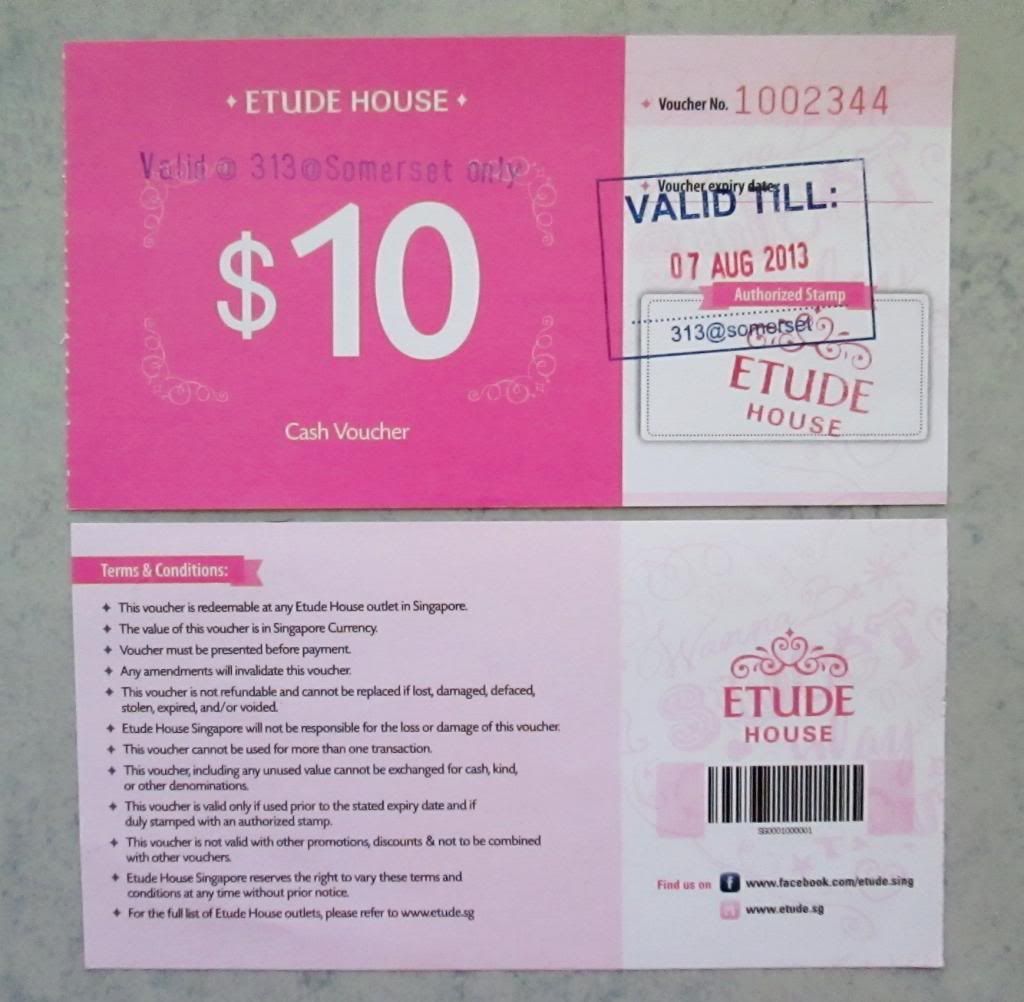 ETUDE HOUSE
Valid @ 313@Somerset only
$10
Cash Voucher
Voucher No. 1002344
Voucher expiry date:
VALID TILL:
07 AUG 2013
Authorized Stamp
313@somerset
ETUDE
HOUSE
Terms & Conditions:
This voucher is redeemable at any Etude House outlet in Singapore.
The value of this voucher is in Singapore Currency.
Voucher must be presented before payment.
Any amendments will invalidate this voucher.
This voucher is not refundable and cannot be replaced if lost, damaged, defaced,
stolen, expired, and/or voided.
Etude House Singapore will not be responsible for the loss or damage of this voucher.
This voucher cannot be used for more than one transaction.
This voucher, including any unused value cannot be exchanged for cash, kind,
or other denominations.
This voucher is valid only if used prior to the stated expiry date and if
duly stamped with an authorized stamp.
This voucher is not valid with other promotions, discounts & not to be combined
with other vouchers.
Etude House Singapore reserves the right to vary these terms and
conditions at any time without prior notice.
For the full list of Etude House outlets, please refer to www.etude.sg
ETUDE
HOUSE
SG0001000001
Find us on f www.facebook.com/etude.sing
www.etude.sg